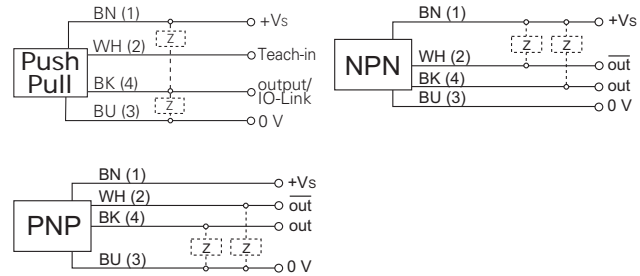 BN (1)
+Vs
Z
WH (2)
Teach-in
Push
Pull
BK (4)
output/
IO-Link
Z
BU (3)
0 V
BN (1)
+Vs
Z
Z
NPN
WH (2)
out
BK (4)
out
BU (3)
0 V
BN (1)
+Vs
WH (2)
out
PNP
BK (4)
out
Z
Z
BU (3)
0 V